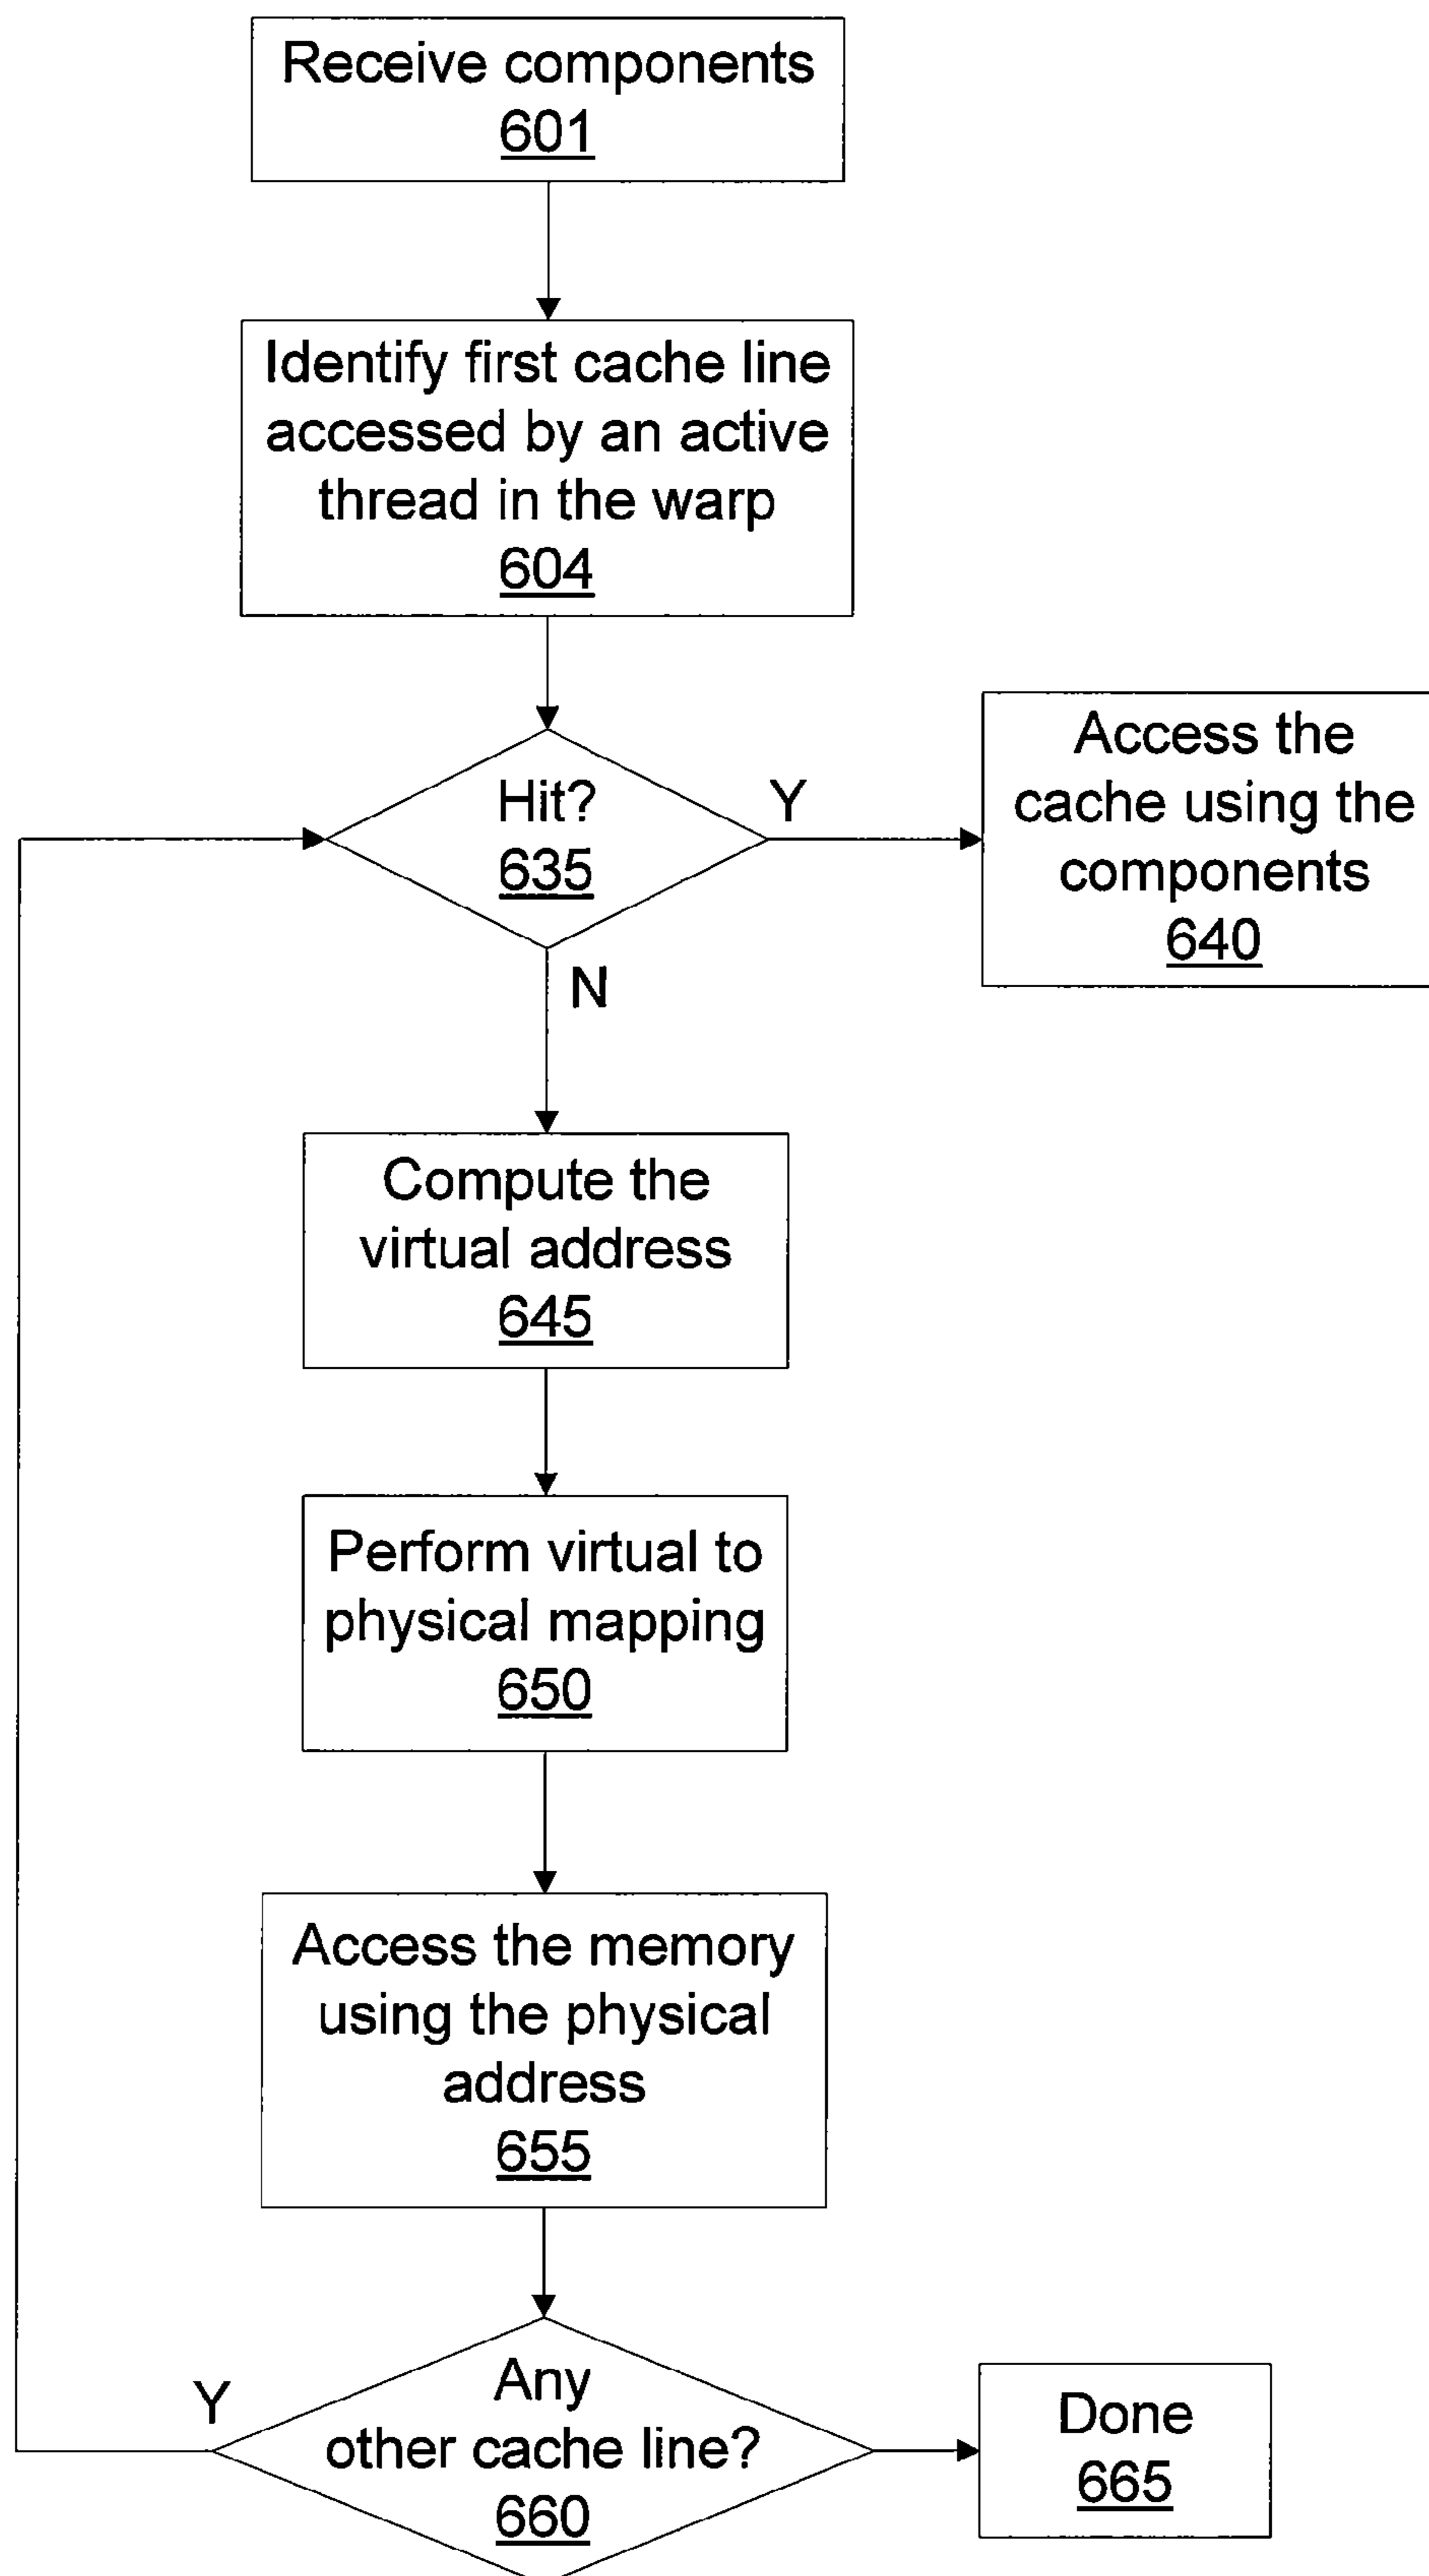 Receive components
601
Identify first cache line
accessed by an active
thread in the warp
604
Hit?
635
Y
Access the
cache using the
components
640
N
Compute the
virtual address
645
Perform virtual to
physical mapping
650
Access the memory
using the physical
address
655
Y
Any
other cache line?
660
Done
665